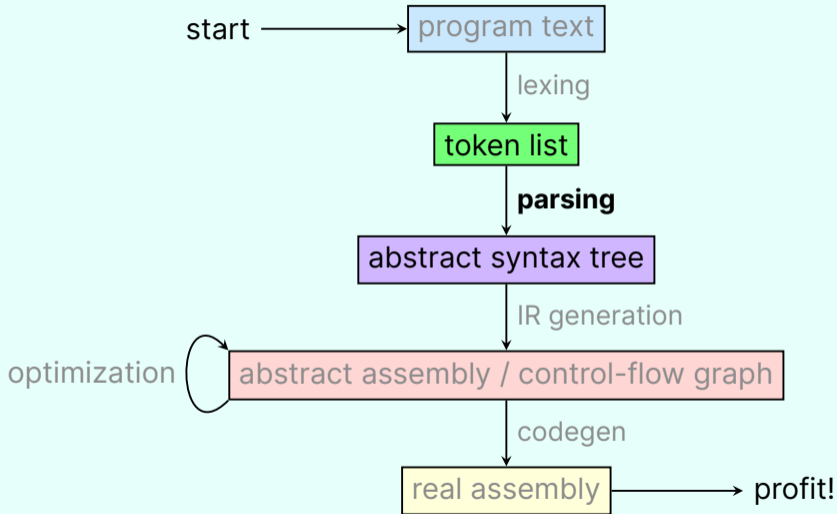 start
program text
lexing
token list
parsing
abstract syntax tree
IR generation
optimization
abstract assembly / control-flow graph
codegen
real assembly
profit!